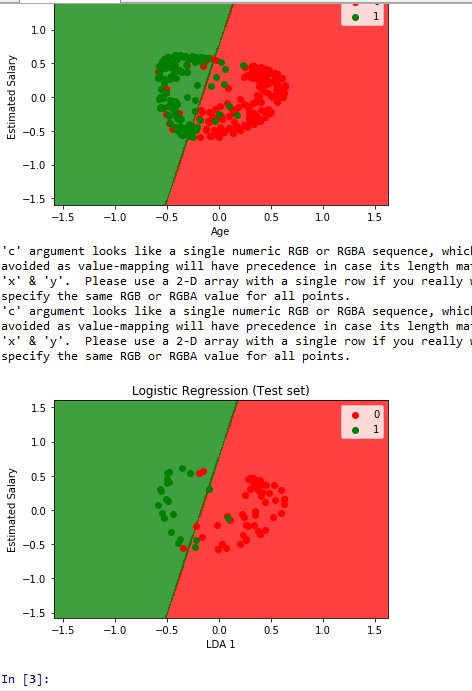 1
1.0
0.5
0.0
−0.5
−1.0
−1.5
Estimated Salary
−1.5 −1.0 −0.5 0.0 0.5 1.0 1.5
Age
'c' argument looks like a single numeric RGB or RGBA sequence, which
avoided as value-mapping will have precedence in case its length mat
'x' & 'y'.  Please use a 2-D array with a single row if you really w
specify the same RGB or RGBA value for all points.
'c' argument looks like a single numeric RGB or RGBA sequence, which
avoided as value-mapping will have precedence in case its length mat
'x' & 'y'.  Please use a 2-D array with a single row if you really w
specify the same RGB or RGBA value for all points.
Logistic Regression (Test set)
0
1
1.5
1.0
0.5
0.0
−0.5
−1.0
−1.5
Estimated Salary
−1.5 −1.0 −0.5 0.0 0.5 1.0 1.5
LDA 1
In [3]: